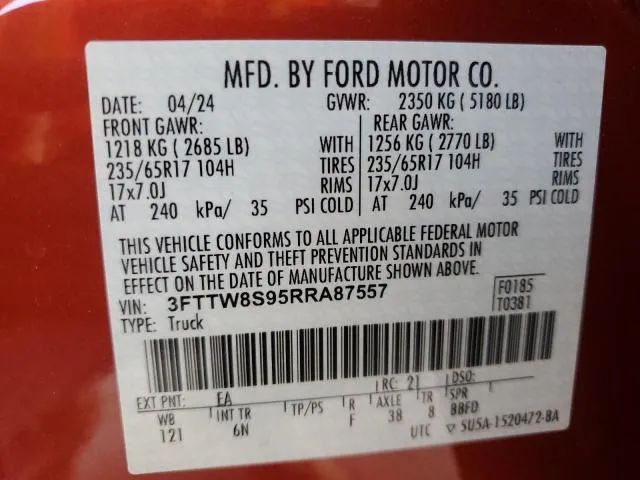 MFD. BY FORD MOTOR CO.
DATE: 04/24 GVWR: 2350 KG ( 5180 LB)
FRONT GAWR: REAR GAWR:
1218 KG ( 2685 LB) WITH 1256 KG ( 2770 LB) WITH
235/65R17 104H TIRES 235/65R17 104H TIRES
17x7.0J RIMS 17x7.0J RIMS
AT 240 kPa/ 35 PSI COLD AT 240 kPa/ 35 PSI COLD
THIS VEHICLE CONFORMS TO ALL APPLICABLE FEDERAL MOTOR
VEHICLE SAFETY AND THEFT PREVENTION STANDARDS IN
EFFECT ON THE DATE OF MANUFACTURE SHOWN ABOVE.
VIN: 3FTTW8S95RRA87557 F0185
TYPE: Truck T0381
EXT PNT: EA RC: 21 DSO:
WB INT TR TP/PS R AXLE TR SPR
121 6N F 38 8 BBFD
UTC ▽ 5U5A-1520472-BA